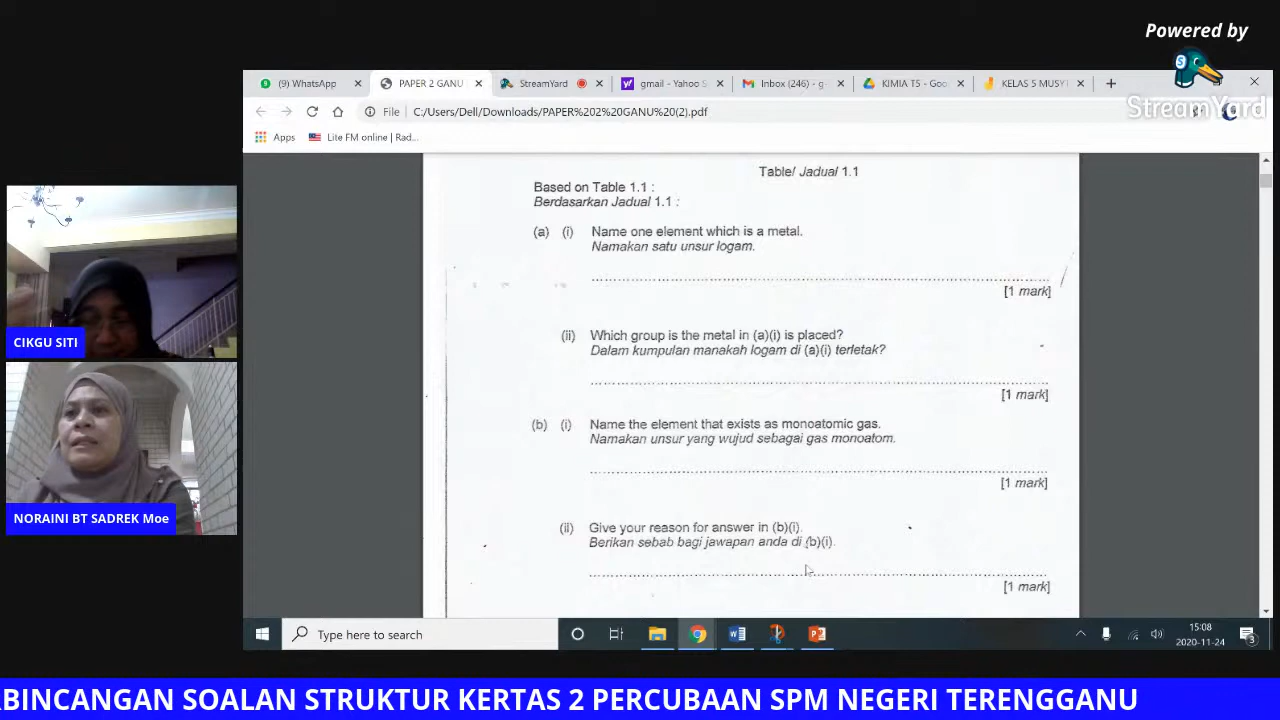 Powered by
StreamYard
(9) WhatsApp
PAPER 2 GANU
StreamYard
gmail - Yahoo S
Inbox (246) - g
KIMIA T5 - Goo
KELAS 5 MUSYT
File
C:/Users/Dell/Downloads/PAPER%202%20GANU%20(2).pdf
Apps
Lite FM online | Rad...
Table/ Jadual 1.1
Based on Table 1.1 :
Berdasarkan Jadual 1.1 :
(a) (i) Name one element which is a metal.
Namakan satu unsur logam.
[1 mark]
(ii) Which group is the metal in (a)(i) is placed?
Dalam kumpulan manakah logam di (a)(i) terletak?
[1 mark]
(b) (i) Name the element that exists as monoatomic gas.
Namakan unsur yang wujud sebagai gas monoatom.
[1 mark]
(ii) Give your reason for answer in (b)(i).
Berikan sebab bagi jawapan anda di (b)(i).
[1 mark]
CIKGU SITI
NORAINI BT SADREK Moe
Type here to search
15:08
2020-11-24
3
RBINCANGAN SOALAN STRUKTUR KERTAS 2 PERCUBAAN SPM NEGERI TERENGGANU